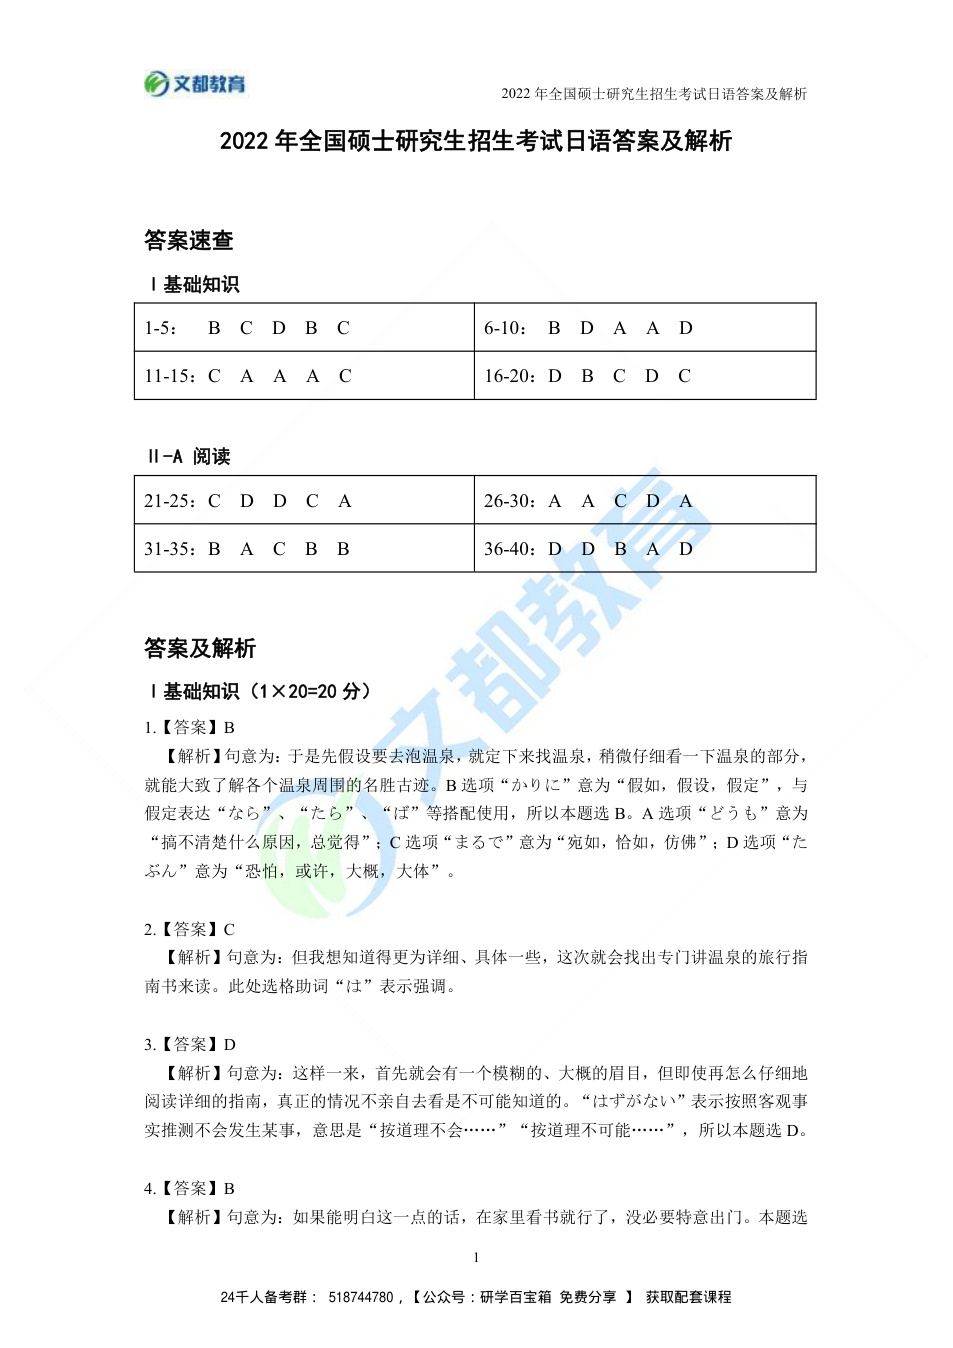 文都教育
2022 年全国硕士研究生招生考试日语答案及解析
2022 年全国硕士研究生招生考试日语答案及解析
答案速查
Ⅰ基础知识
1-5： B C D B C
6-10： B D A A D
11-15：C A A A C
16-20：D B C D C
Ⅱ-A 阅读
21-25：C D D C A
26-30：A A C D A
31-35：B A C B B
36-40：D D B A D
文都教育
答案及解析
Ⅰ基础知识（1×20=20 分）
1.【答案】B
【解析】句意为：于是先假设要去泡温泉，就定下来找温泉，稍微仔细看一下温泉的部分，
就能大致了解各个温泉周围的名胜古迹。B 选项“かりに”意为“假如，假设，假定”，与
假定表达“なら”、“たら”、“ば”等搭配使用，所以本题选 B。A 选项“どうも”意为
“搞不清楚什么原因，总觉得”；C 选项“まるで”意为“宛如，恰如，仿佛”；D 选项“た
ぶん”意为“恐怕，或许，大概，大体”。
2.【答案】C
【解析】句意为：但我想知道得更为详细、具体一些，这次就会找出专门讲温泉的旅行指
南书来读。此处选格助词“は”表示强调。
3.【答案】D
【解析】句意为：这样一来，首先就会有一个模糊的、大概的眉目，但即使再怎么仔细地
阅读详细的指南，真正的情况不亲自去看是不可能知道的。“はずがない”表示按照客观事
实推测不会发生某事，意思是“按道理不会……”“按道理不可能……”，所以本题选 D。
4.【答案】B
【解析】句意为：如果能明白这一点的话，在家里看书就行了，没必要特意出门。本题选
1
24千人备考群： 518744780，【公众号：研学百宝箱 免费分享 】 获取配套课程